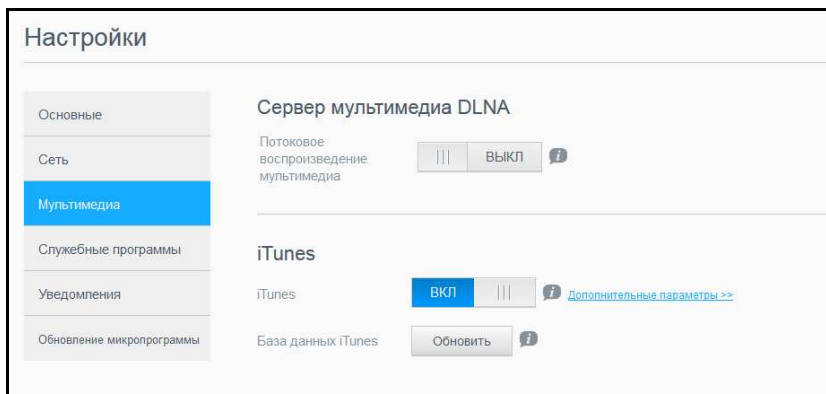 Настройки
Основные
Сеть
Мультимедиа
Служебные программы
Уведомления
Обновление микропрограммы
Сервер мультимедиа DLNA
Потоковое
воспроизведение
мультимедиа
ВЫКЛ
iTunes
iTunes
ВКЛ
Дополнительные параметры >>
База данных iTunes
Обновить